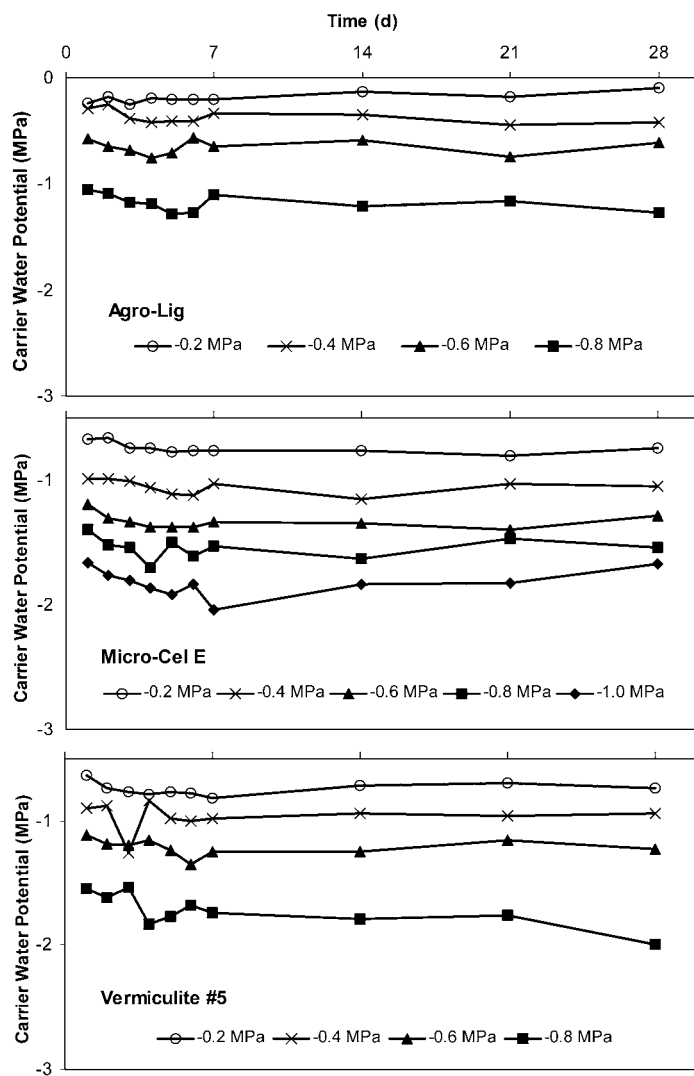 Time (d)
0 7 14 21 28
0
-1
-2
-3
Carrier Water Potential (MPa)
Agro-Lig
-0.2 MPa -0.4 MPa -0.6 MPa -0.8 MPa
-1
-2
-3
Carrier Water Potential (MPa)
Micro-Cel E
-0.2 MPa -0.4 MPa -0.6 MPa -0.8 MPa -1.0 MPa
-1
-2
-3
Carrier Water Potential (MPa)
Vermiculite #5
-0.2 MPa -0.4 MPa -0.6 MPa -0.8 MPa